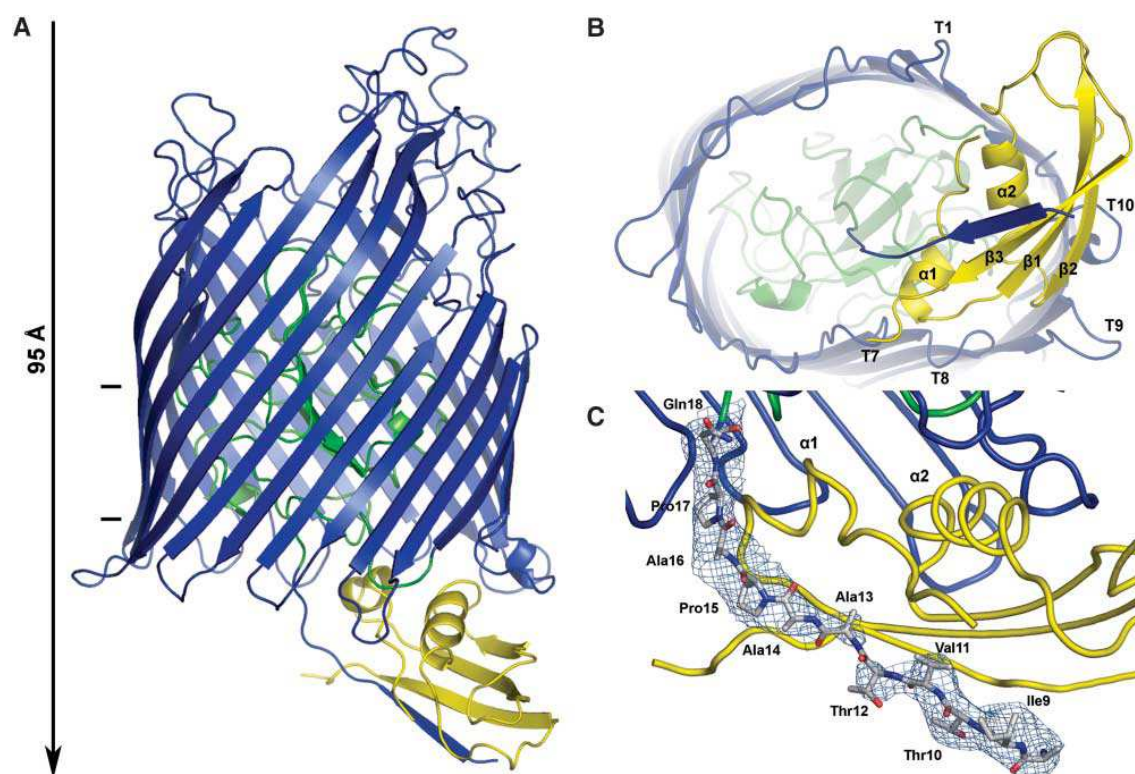 A
95 Å
B
T1
α2
T10
β3
β1
β2
α1
T9
T7
T8
C
Gln18
α1
α2
Pro17
Ala16
Ala13
Pro15
Val11
Ala14
Ile9
Thr12
Thr10